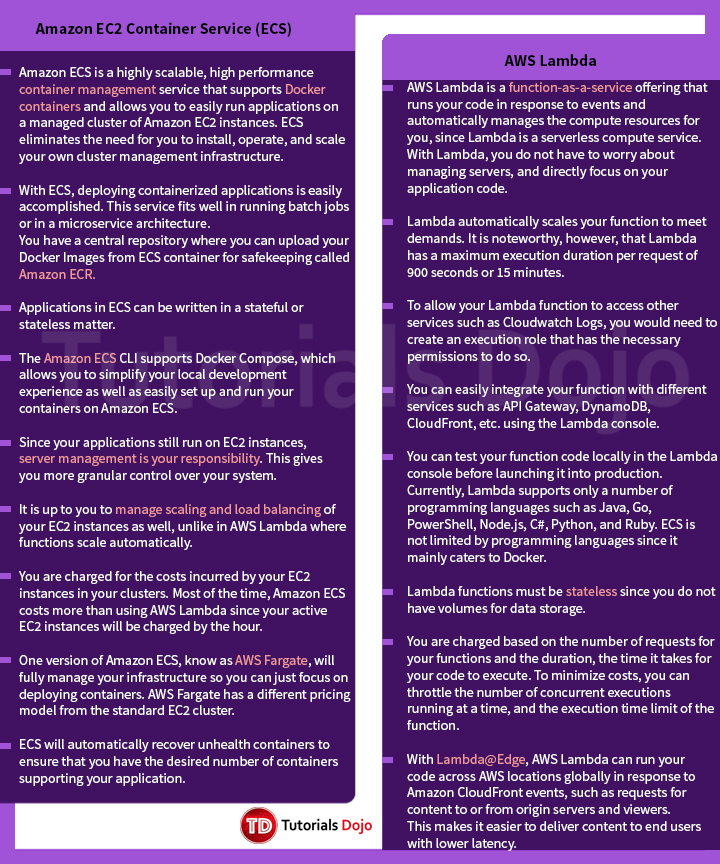 Amazon EC2 Container Service (ECS)
Amazon ECS is a highly scalable, high performance
container management service that supports Docker
containers and allows you to easily run applications on
a managed cluster of Amazon EC2 instances. ECS
eliminates the need for you to install, operate, and scale
your own cluster management infrastructure.
With ECS, deploying containerized applications is easily
accomplished. This service fits well in running batch jobs
or in a microservice architecture.
You have a central repository where you can upload your
Docker Images from ECS container for safekeeping called
Amazon ECR.
Applications in ECS can be written in a stateful or
stateless matter.
The Amazon ECS CLI supports Docker Compose, which
allows you to simplify your local development
experience as well as easily set up and run your
containers on Amazon ECS.
Since your applications still run on EC2 instances,
server management is your responsibility. This gives
you more granular control over your system.
It is up to you to manage scaling and load balancing of
your EC2 instances as well, unlike in AWS Lambda where
functions scale automatically.
You are charged for the costs incurred by your EC2
instances in your clusters. Most of the time, Amazon ECS
costs more than using AWS Lambda since your active
EC2 instances will be charged by the hour.
One version of Amazon ECS, know as AWS Fargate, will
fully manage your infrastructure so you can just focus on
deploying containers. AWS Fargate has a different pricing
model from the standard EC2 cluster.
ECS will automatically recover unhealth containers to
ensure that you have the desired number of containers
supporting your application.
AWS Lambda
AWS Lambda is a function-as-a-service offering that
runs your code in response to events and
automatically manages the compute resources for
you, since Lambda is a serverless compute service.
With Lambda, you do not have to worry about
managing servers, and directly focus on your
application code.
Lambda automatically scales your function to meet
demands. It is noteworthy, however, that Lambda
has a maximum execution duration per request of
900 seconds or 15 minutes.
To allow your Lambda function to access other
services such as Cloudwatch Logs, you would need to
create an execution role that has the necessary
permissions to do so.
You can easily integrate your function with different
services such as API Gateway, DynamoDB,
CloudFront, etc. using the Lambda console.
You can test your function code locally in the Lambda
console before launching it into production.
Currently, Lambda supports only a number of
programming languages such as Java, Go,
PowerShell, Node.js, C#, Python, and Ruby. ECS is
not limited by programming languages since it
mainly caters to Docker.
Lambda functions must be stateless since you do not
have volumes for data storage.
You are charged based on the number of requests for
your functions and the duration, the time it takes for
your code to execute. To minimize costs, you can
throttle the number of concurrent executions
running at a time, and the execution time limit of the
function.
With Lambda@Edge, AWS Lambda can run your
code across AWS locations globally in response to
Amazon CloudFront events, such as requests for
content to or from origin servers and viewers.
This makes it easier to deliver content to end users
with lower latency.
Tutorials Dojo
TD Tutorials Dojo